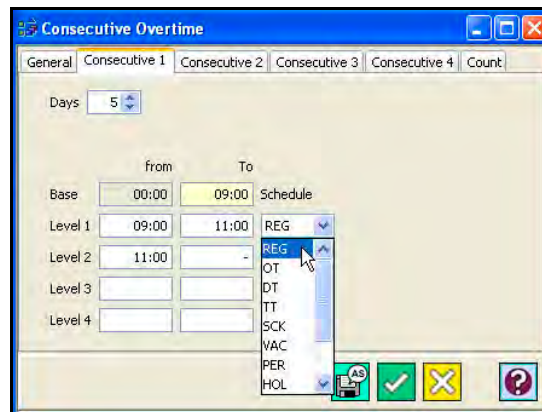 Consecutive Overtime
General Consecutive 1 Consecutive 2 Consecutive 3 Consecutive 4 Count
Days 5
from To
Base 00:00 09:00 Schedule
Level 1 09:00 11:00 REG
Level 2 11:00 -
Level 3
Level 4
REG
OT
DT
TT
SCK
VAC
PER
HOL
AS
?